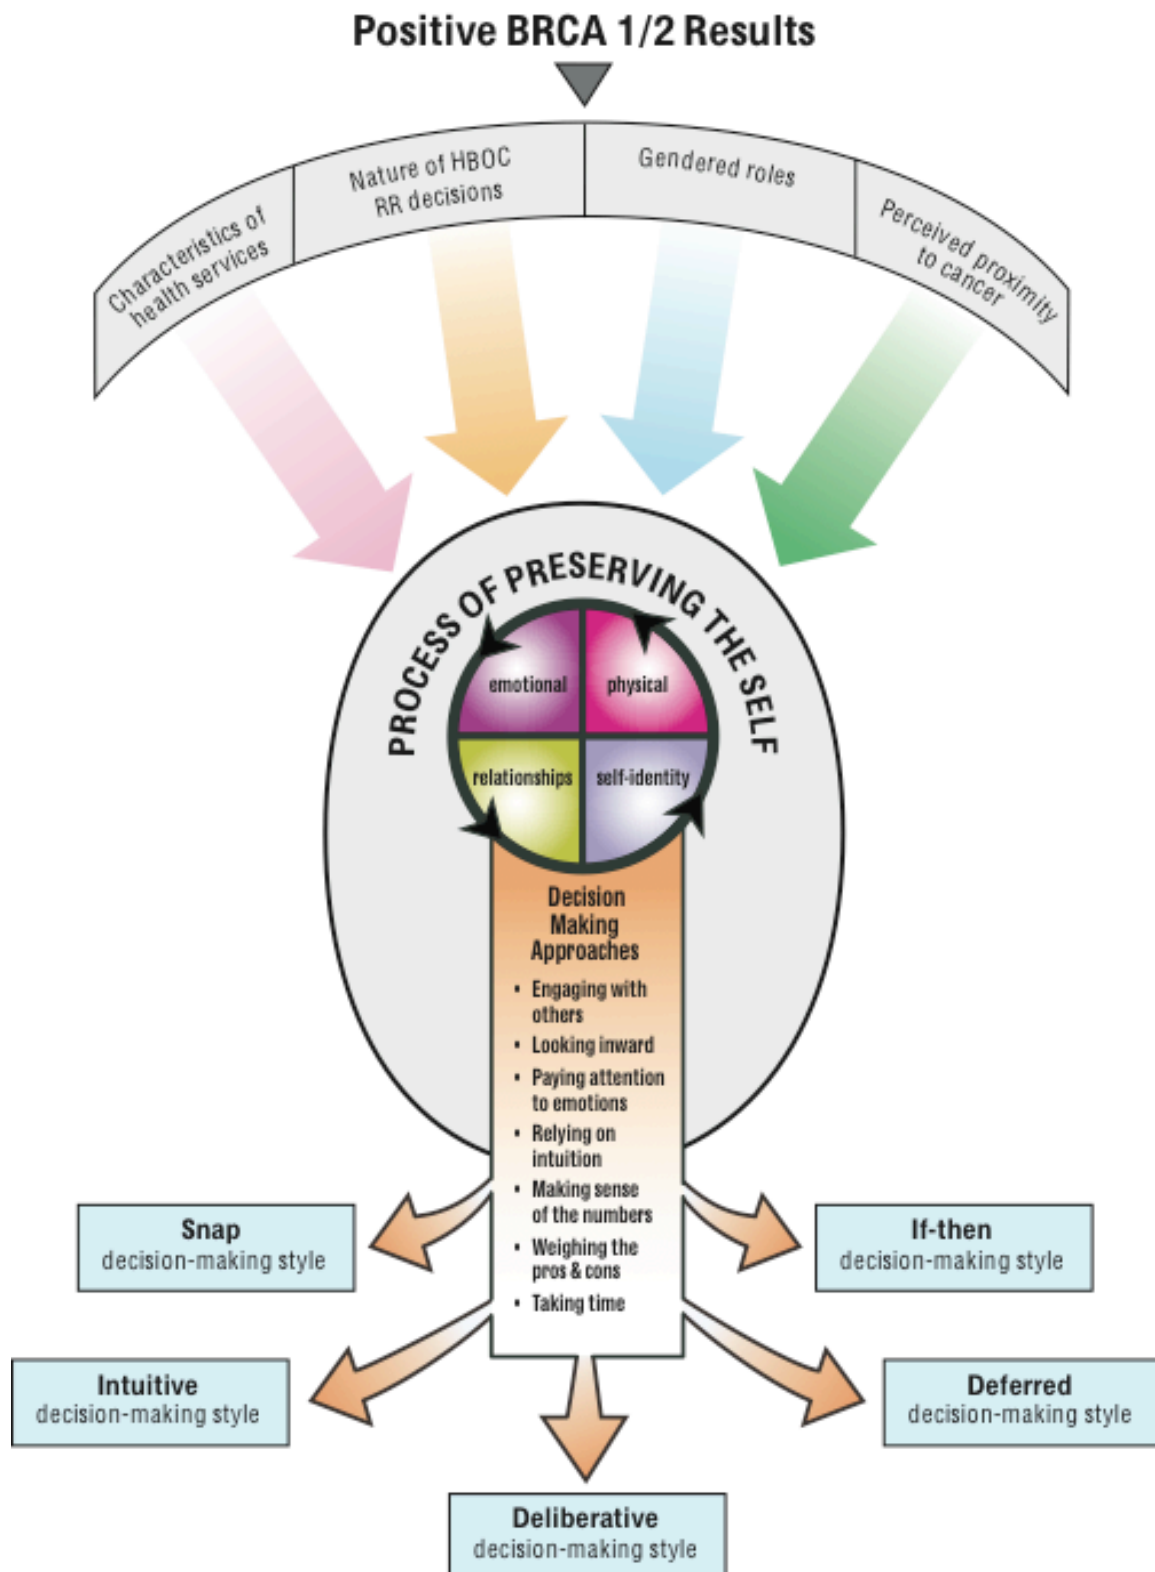 Positive BRCA 1/2 Results
Characteristics of
health services
Nature of HBOC
RR decisions
Gendered roles
Perceived proximity
to cancer
PROCESS OF PRESERVING THE SELF
emotional
physical
relationships
self-identity
Decision
Making
Approaches
▪ Engaging with
others
▪ Looking inward
▪ Paying attention
to emotions
▪ Relying on
intuition
▪ Making sense
of the numbers
▪ Weighing the
pros & cons
▪ Taking time
Snap
decision-making style
If-then
decision-making style
Intuitive
decision-making style
Deferred
decision-making style
Deliberative
decision-making style